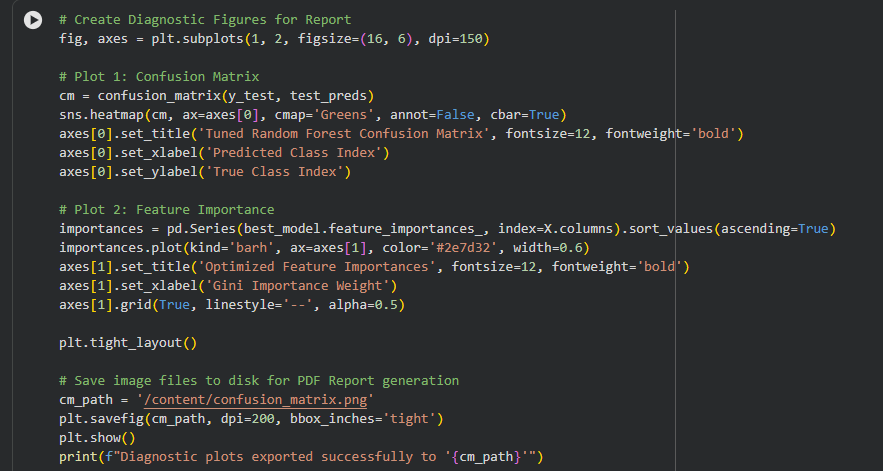 # Create Diagnostic Figures for Report
fig, axes = plt.subplots(1, 2, figsize=(16, 6), dpi=150)
# Plot 1: Confusion Matrix
cm = confusion_matrix(y_test, test_preds)
sns.heatmap(cm, ax=axes[0], cmap='Greens', annot=False, cbar=True)
axes[0].set_title('Tuned Random Forest Confusion Matrix', fontsize=12, fontweight='bold')
axes[0].set_xlabel('Predicted Class Index')
axes[0].set_ylabel('True Class Index')
# Plot 2: Feature Importance
importances = pd.Series(best_model.feature_importances_, index=X.columns).sort_values(ascending=True)
importances.plot(kind='barh', ax=axes[1], color='#2e7d32', width=0.6)
axes[1].set_title('Optimized Feature Importances', fontsize=12, fontweight='bold')
axes[1].set_xlabel('Gini Importance Weight')
axes[1].grid(True, linestyle='--', alpha=0.5)
plt.tight_layout()
# Save image files to disk for PDF Report generation
cm_path = '/content/confusion_matrix.png'
plt.savefig(cm_path, dpi=200, bbox_inches='tight')
plt.show()
print(f"Diagnostic plots exported successfully to '{cm_path}'")